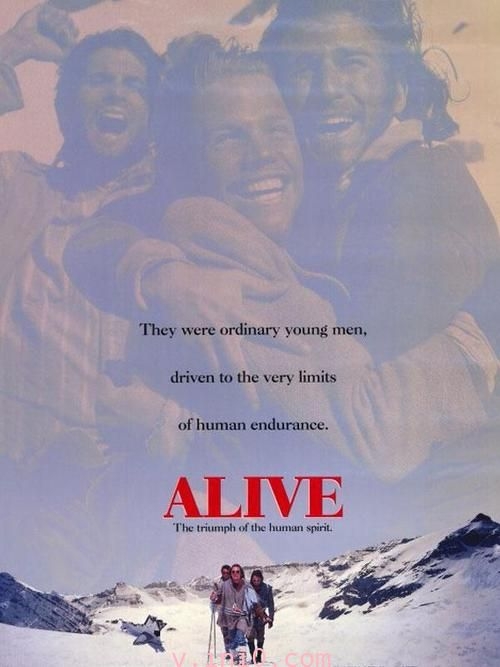 They were ordinary young men,
driven to the very limits
of human endurance.
ALIVE
The triumph of the human spirit.